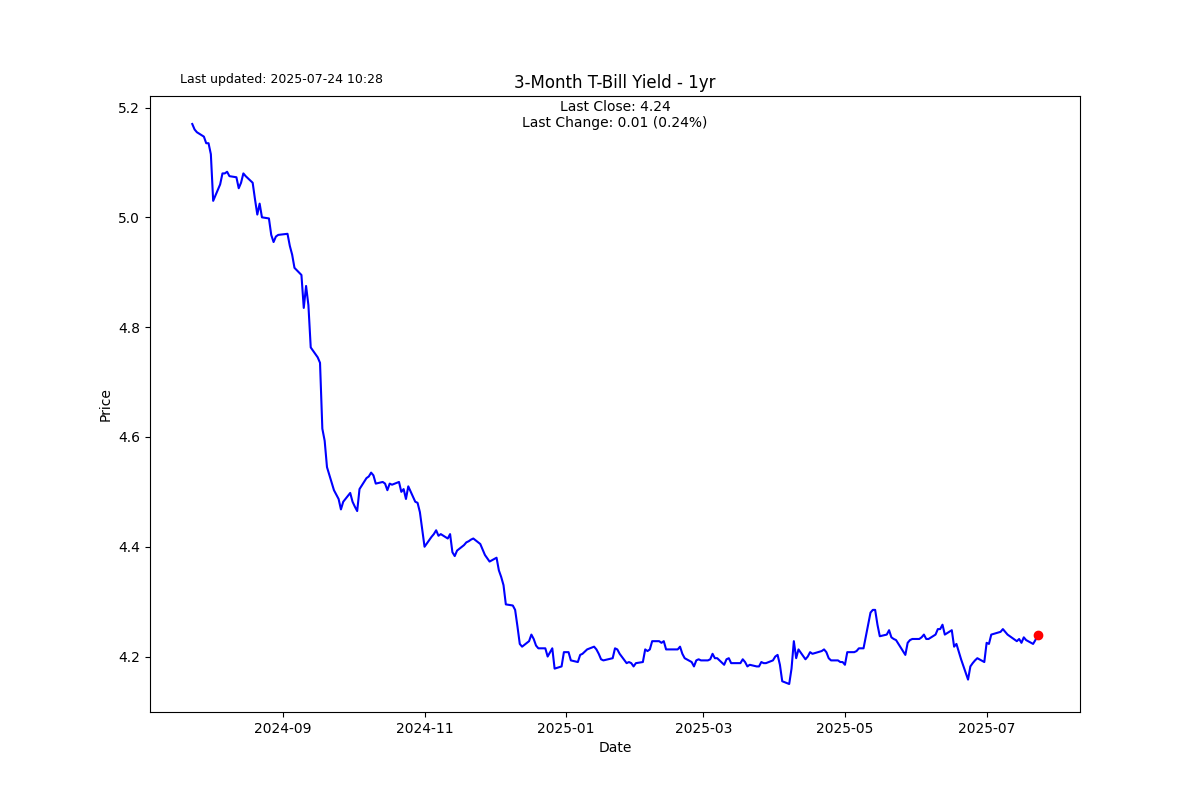 Last updated: 2025-07-24 10:28
3-Month T-Bill Yield - 1yr
Last Close: 4.24
Last Change: 0.01 (0.24%)
5.2
5.0
4.8
4.6
4.4
4.2
Price
2024-09
2024-11
2025-01
2025-03
2025-05
2025-07
Date